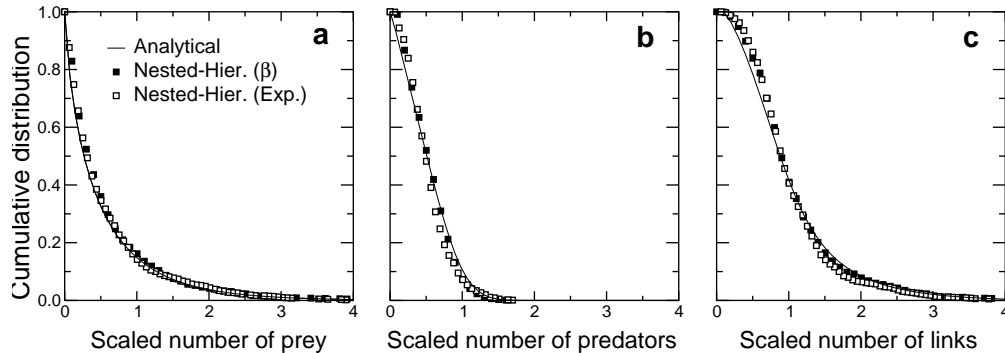 1.0
0.8
0.6
0.4
0.2
0.0
Cumulative distribution
a
Analytical
Nested-Hier. (β)
Nested-Hier. (Exp.)
0 1 2 3 4
Scaled number of prey
b
0 1 2 3 4
Scaled number of predators
c
0 1 2 3 4
Scaled number of links